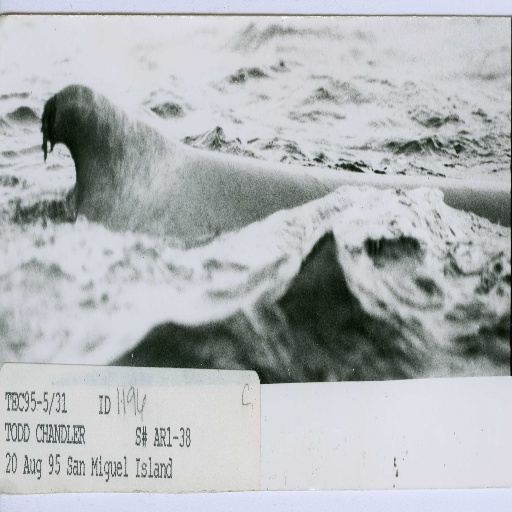 TEC95-5/31 ID 1196 C
TODD CHANDLER S# AR1-38
20 Aug 95 San Miguel Island